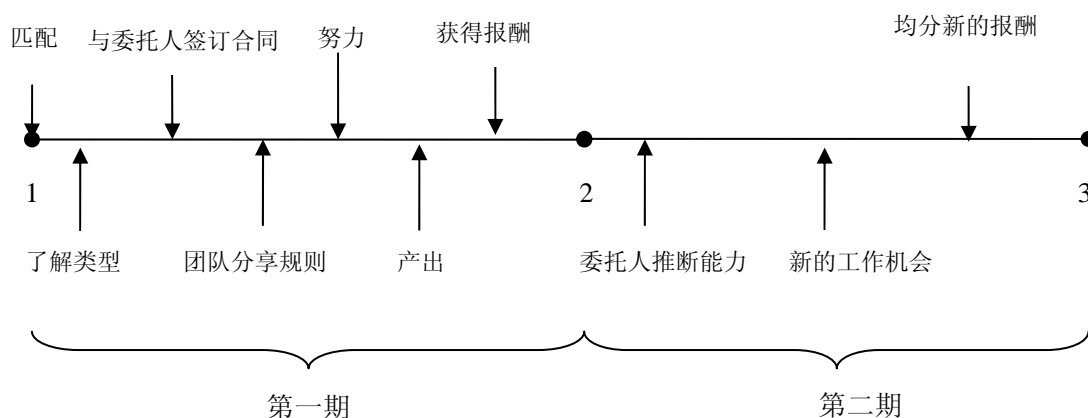 匹配
与委托人签订合同
努力
获得报酬
均分新的报酬
1
2
3
了解类型
团队分享规则
产出
委托人推断能力
新的工作机会
第一期
第二期